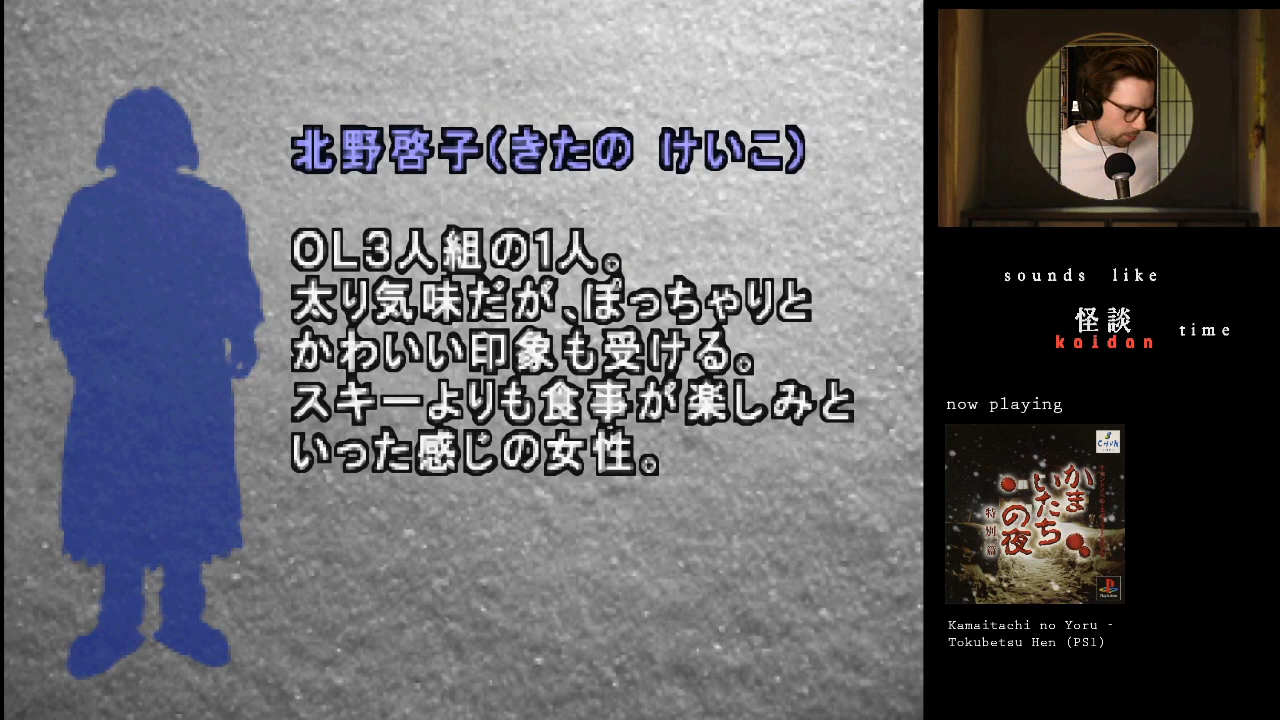 北野啓子(きたの けいこ)
OL3人組の1人。
太り気味だが、ぽっちゃりと
かわいい印象も受ける。
スキーよりも食事が楽しみと
いった感じの女性。
sounds like
怪談
kaidan
time
now playing
CHUN
かま
いたち
の夜
特別篇
PlayStation
Kamaitachi no Yoru -
Tokubetsu Hen (PS1)